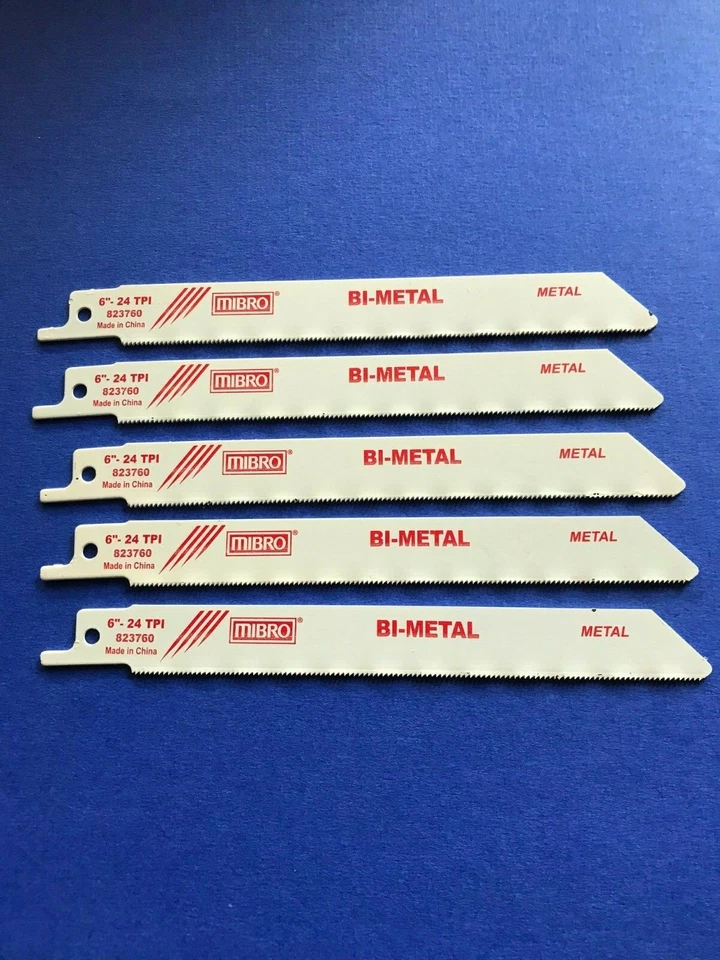 6"- 24 TPI
823760
Made in China
MIBRO®
BI-METAL
METAL
6"- 24 TPI
823760
Made in China
MIBRO®
BI-METAL
METAL
6"- 24 TPI
823760
Made in China
MIBRO®
BI-METAL
METAL
6"- 24 TPI
823760
Made in China
MIBRO®
BI-METAL
METAL
6"- 24 TPI
823760
Made in China
MIBRO®
BI-METAL
METAL